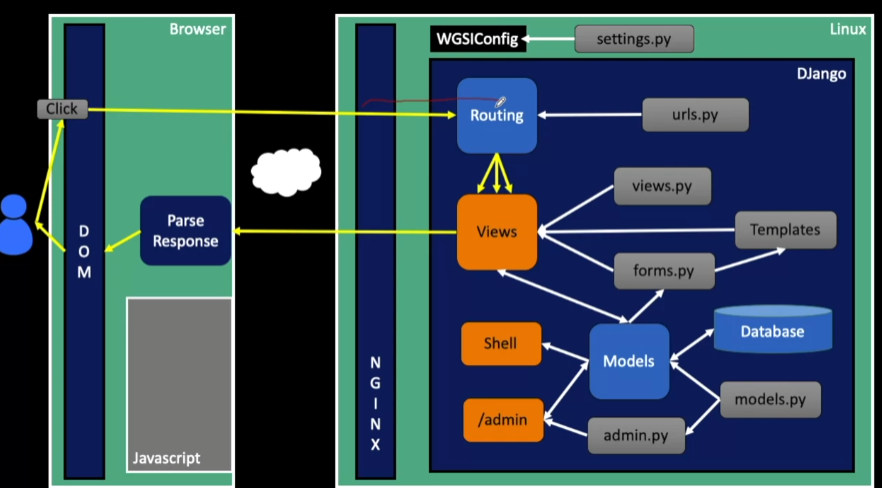 Browser
Linux
WGSIConfig
settings.py
DJango
Click
Routing
urls.py
views.py
Parse
Response
D
O
M
Views
Templates
forms.py
Shell
Models
Database
N
G
I
N
X
/admin
models.py
admin.py
Javascript